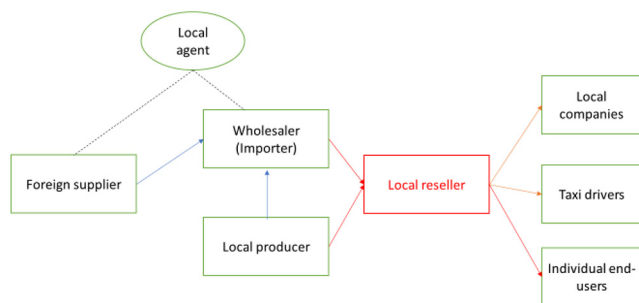 Local
agent
Local
companies
Wholesaler
(Importer)
Foreign supplier
Local reseller
Taxi drivers
Local producer
Individual end-
users